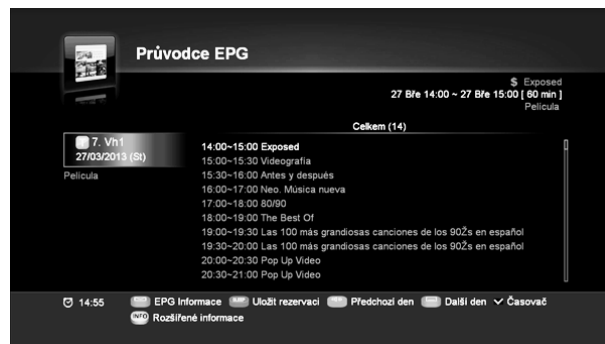 Průvodce EPG
$ Exposed
27 Bře 14:00 ~ 27 Bře 15:00 [ 60 min ]
Película
Celkem (14)
7. Vh1
27/03/2013 (St)
Película
14:00~15:00 Exposed
15:00~15:30 Videografía
15:30~16:00 Antes y después
16:00~17:00 Neo. Música nueva
17:00~18:00 80/90
18:00~19:00 The Best Of
19:00~19:30 Las 100 más grandiosas canciones de los 90Žs en español
19:30~20:00 Las 100 más grandiosas canciones de los 90Žs en español
20:00~20:30 Pop Up Video
20:30~21:00 Pop Up Video
14:55 EPG Informace Uložit rezervaci Předchozí den Další den Časovač
INFO Rozšířené informace